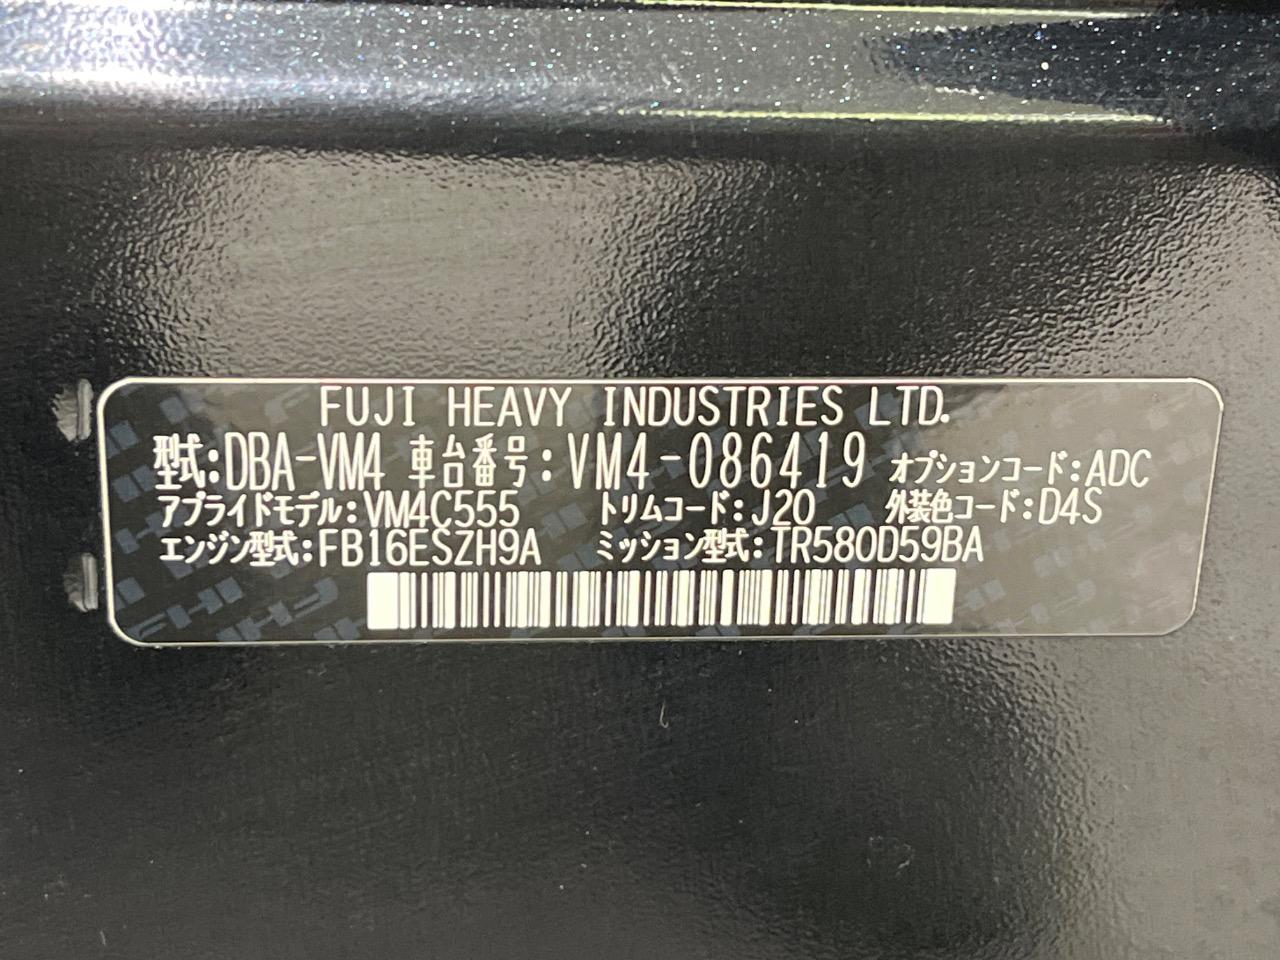 FUJI HEAVY INDUSTRIES LTD.
型式:DBA-VM4 車台番号:VM4-086419 オプションコード:ADC
アプライドモデル:VM4C555 トリムコード:J20 外装色コード:D4S
エンジン型式:FB16ESZH9A ミッション型式:TR580D59BA